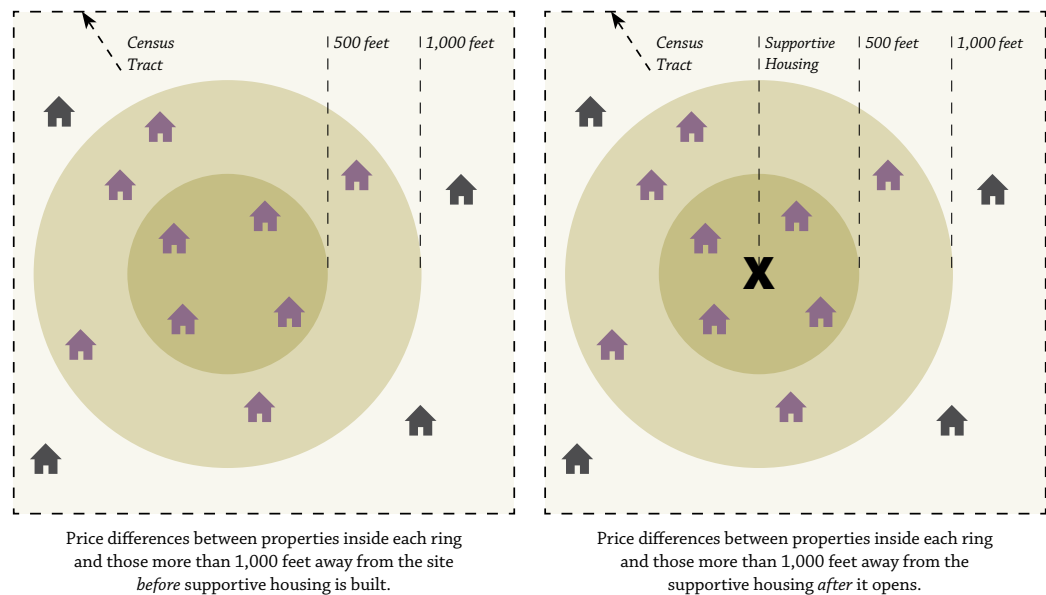 Census
Tract
500 feet
1,000 feet
Price differences between properties inside each ring
and those more than 1,000 feet away from the site
before supportive housing is built.
Census
Tract
Supportive
Housing
500 feet
1,000 feet
X
Price differences between properties inside each ring
and those more than 1,000 feet away from the
supportive housing after it opens.